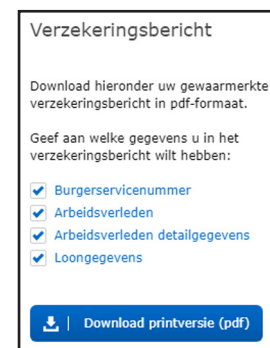 Verzekeringsbericht
Download hieronder uw gewaarmerkte
verzekeringsbericht in pdf-formaat.
Geef aan welke gegevens u in het
verzekeringsbericht wilt hebben:
Burgerservicenummer
Arbeidsverleden
Arbeidsverleden detailgegevens
Loongegevens
Download printversie (pdf)